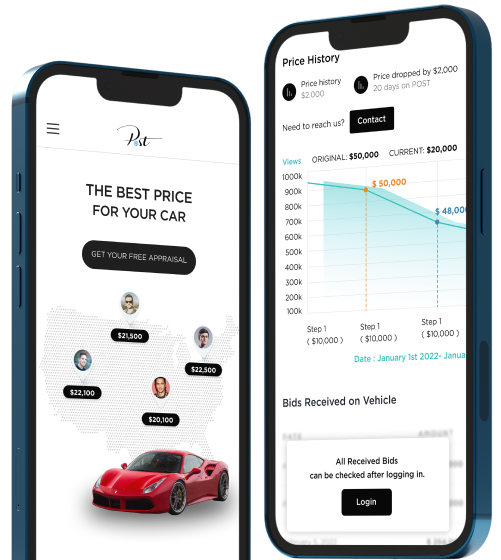 Post
THE BEST PRICE
FOR YOUR CAR
GET YOUR FREE APPRAISAL
$21,500
$22,500
$22,100
$20,100
Price History
Price history
$2,000
Price dropped by $2,000
20 days on POST
Need to reach us?
Contact
Views
ORIGINAL: $50,000
CURRENT: $20,000
1000k
900k
800k
700k
600k
500k
400k
300k
200k
100k
$ 50,000
$ 48,000
Step 1
( $10,000 )
Step 1
( $10,000 )
Step 1
( $10,000 )
Date : January 1st 2022- Janua
Bids Received on Vehicle
DATE
AMOUNT
All Received Bids
can be checked after logging in.
Login